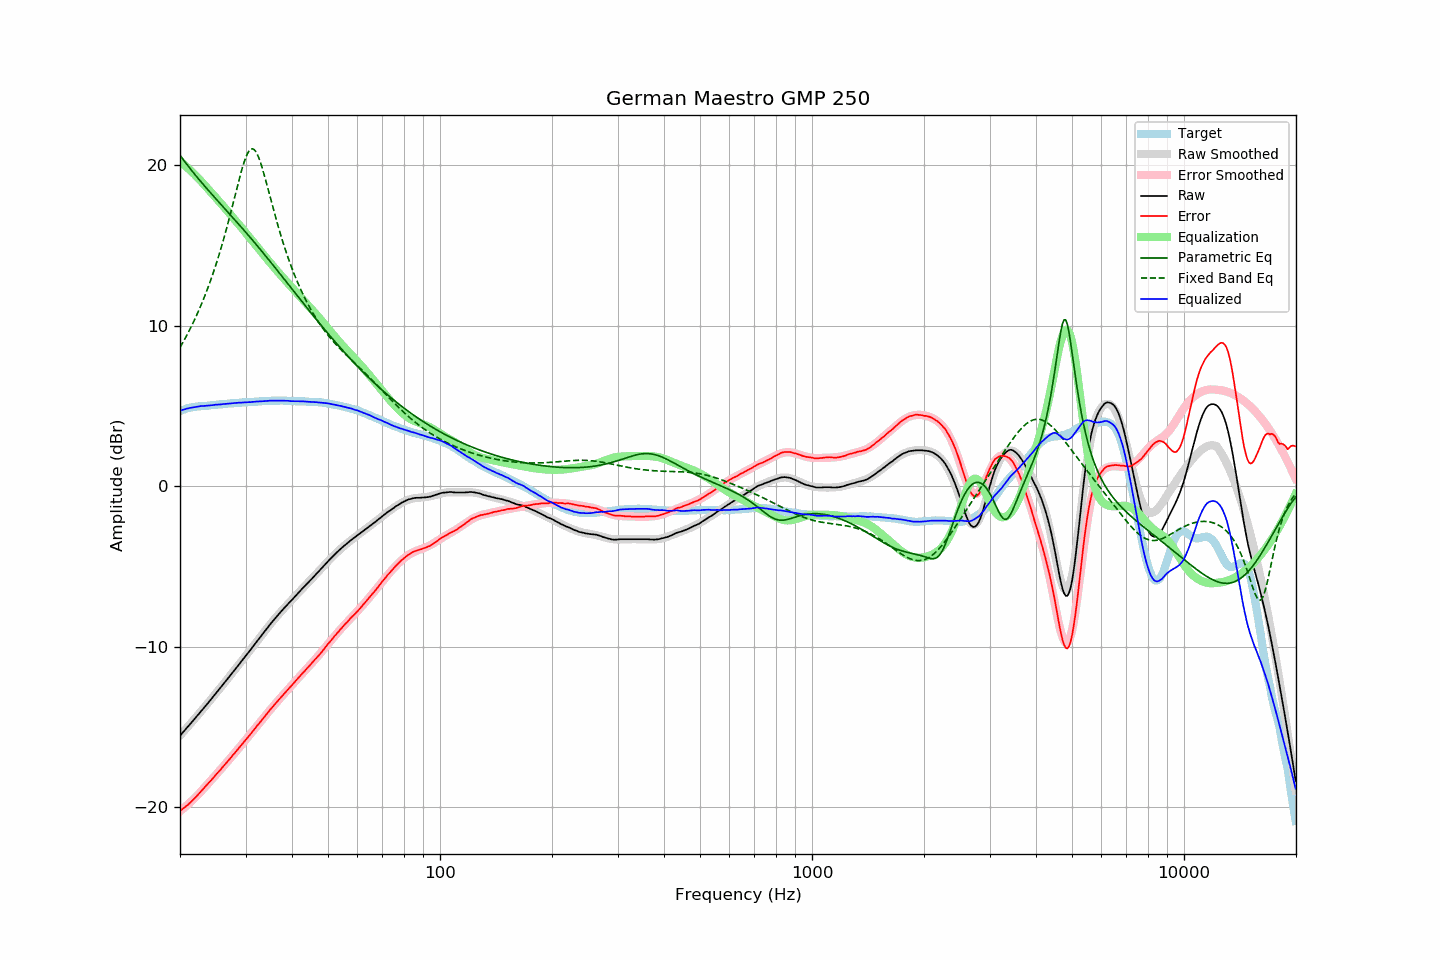 German Maestro GMP 250
Target
Raw Smoothed
Error Smoothed
Raw
Error
Equalization
Parametric Eq
Fixed Band Eq
Equalized
20
10
0
−10
−20
Amplitude (dBr)
100
1000
10000
Frequency (Hz)